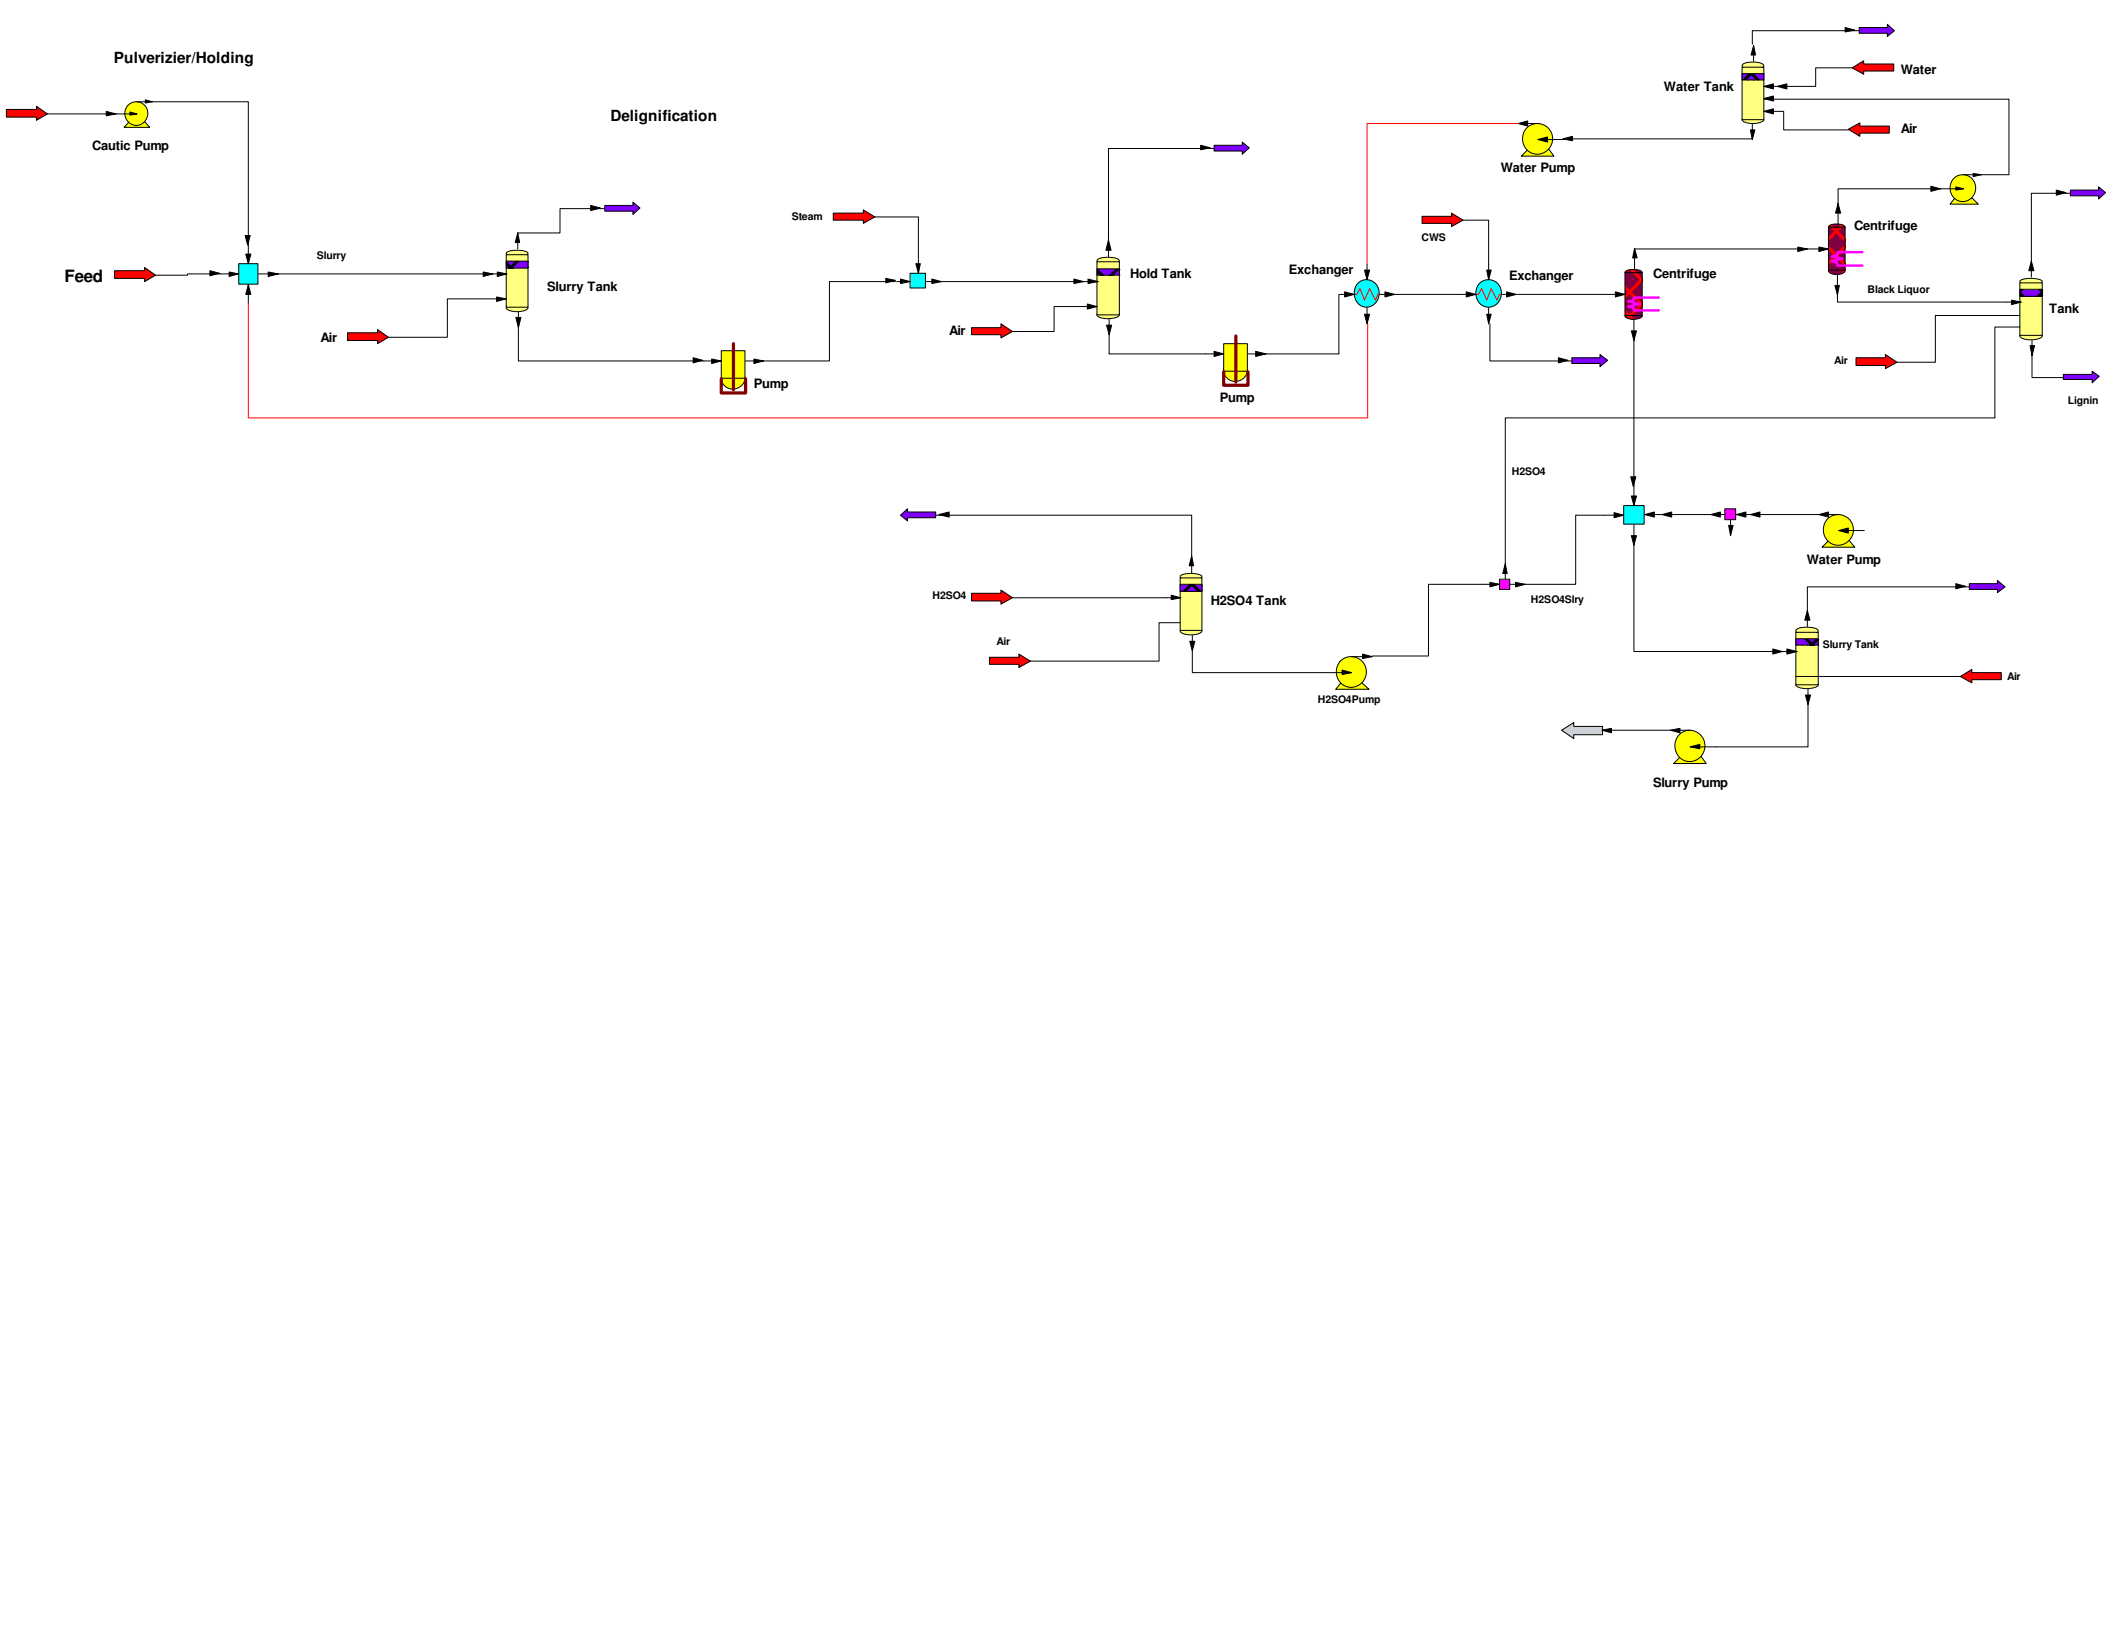 Pulverizier/Holding
Cautic Pump
Feed
Slurry
Air
Slurry Tank
Delignification
Pump
Steam
Air
Hold Tank
Pump
Exchanger
CWS
Exchanger
Water Pump
Water Tank
Water
Air
Centrifuge
Centrifuge
Black Liquor
Tank
Air
Lignin
H2SO4
H2SO4
Air
H2SO4 Tank
H2SO4Pump
H2SO4Slry
Water Pump
Slurry Tank
Air
Slurry Pump